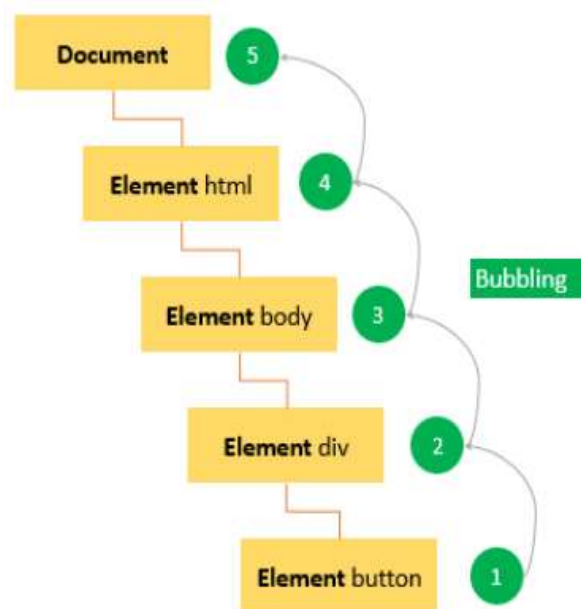 Document
5
Element html
4
Bubbling
Element body
3
Element div
2
Element button
1